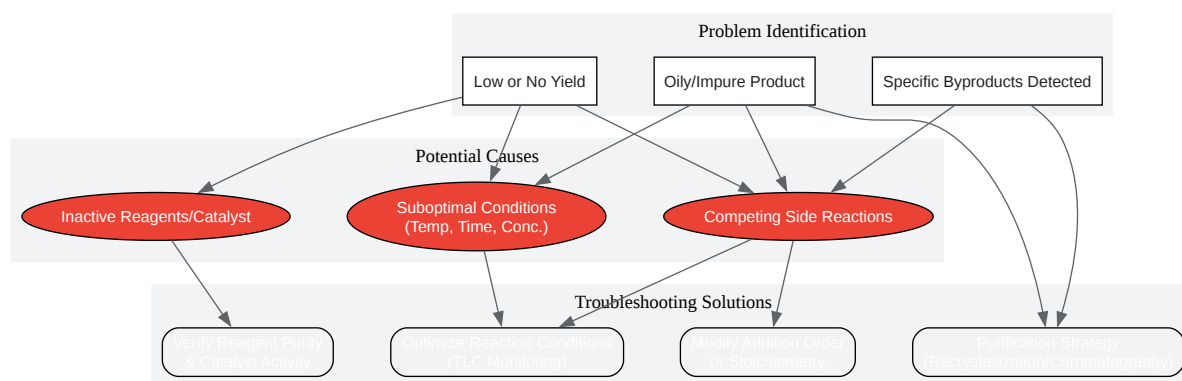 Problem Identification
Low or No Yield
Oily/Impure Product
Specific Byproducts Detected
Potential Causes
Inactive Reagents/Catalyst
Suboptimal Conditions
(Temp, Time, Conc.)
Competing Side Reactions
Troubleshooting Solutions
Verify Reagent Purity
& Catalyst Activity
Optimize Reaction Conditions
(TLC Monitoring)
Modify Addition Order
or Stoichiometry
Purification Strategy
(Recrystallization/Chromatography)